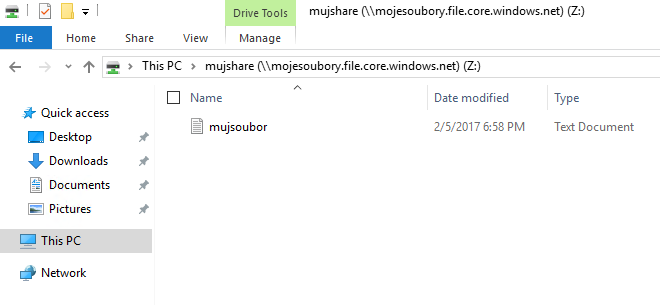 Drive Tools mujshare (\\mojesoubory.file.core.windows.net) (Z:)
File Home Share View Manage
This PC mujshare (\\mojesoubory.file.core.windows.net) (Z:)
Name Date modified Type
mujsoubor 2/5/2017 6:58 PM Text Document
Quick access
Desktop
Downloads
Documents
Pictures
This PC
Network